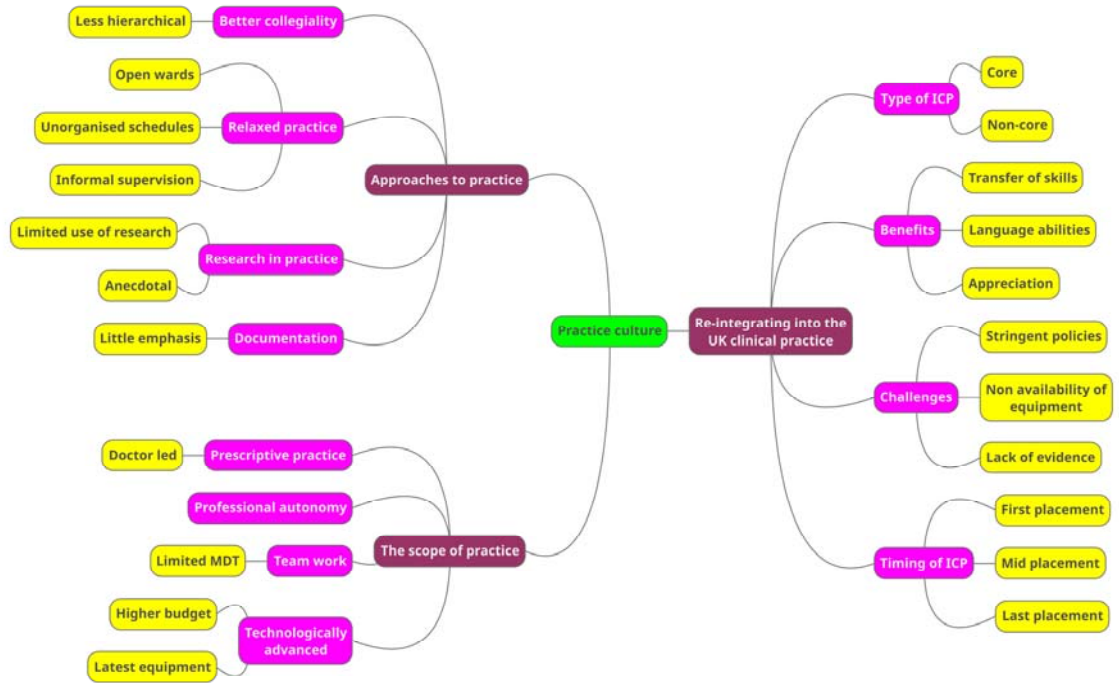 Less hierarchical
Better collegiality
Open wards
Unorganised schedules
Relaxed practice
Informal supervision
Approaches to practice
Limited use of research
Research in practice
Anecdotal
Little emphasis
Documentation
Doctor led
Prescriptive practice
Professional autonomy
The scope of practice
Limited MDT
Team work
Higher budget
Technologically
advanced
Latest equipment
Practice culture
Re-integrating into the
UK clinical practice
Type of ICP
Core
Non-core
Benefits
Transfer of skills
Language abilities
Appreciation
Challenges
Stringent policies
Non availability of
equipment
Lack of evidence
Timing of ICP
First placement
Mid placement
Last placement